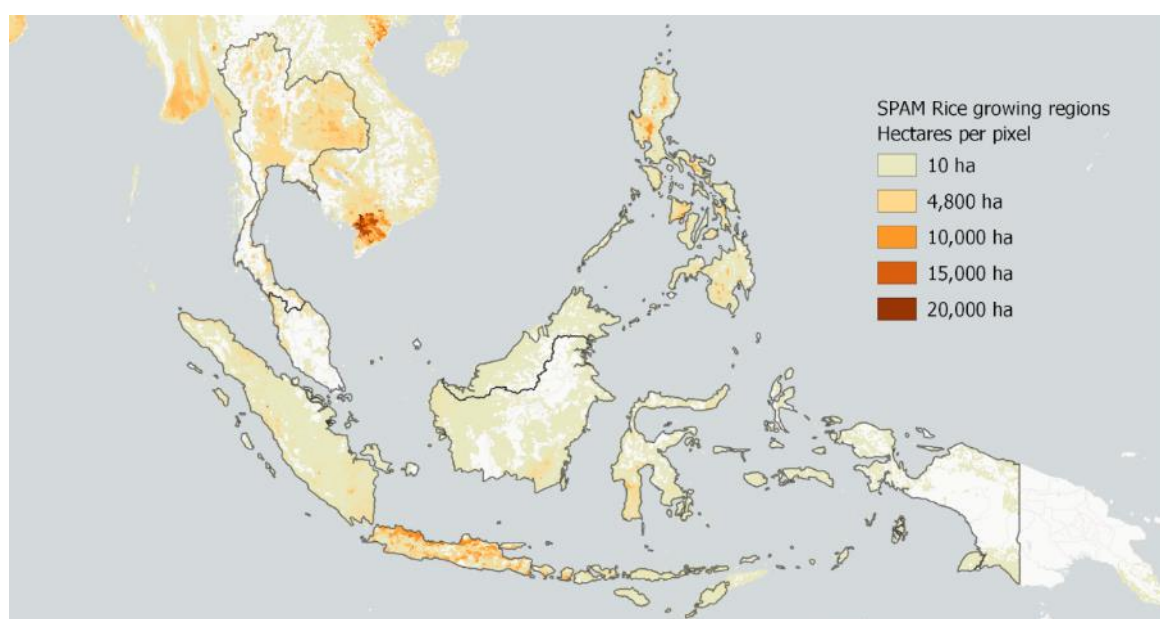 SPAM Rice growing regions
Hectares per pixel
10 ha
4,800 ha
10,000 ha
15,000 ha
20,000 ha